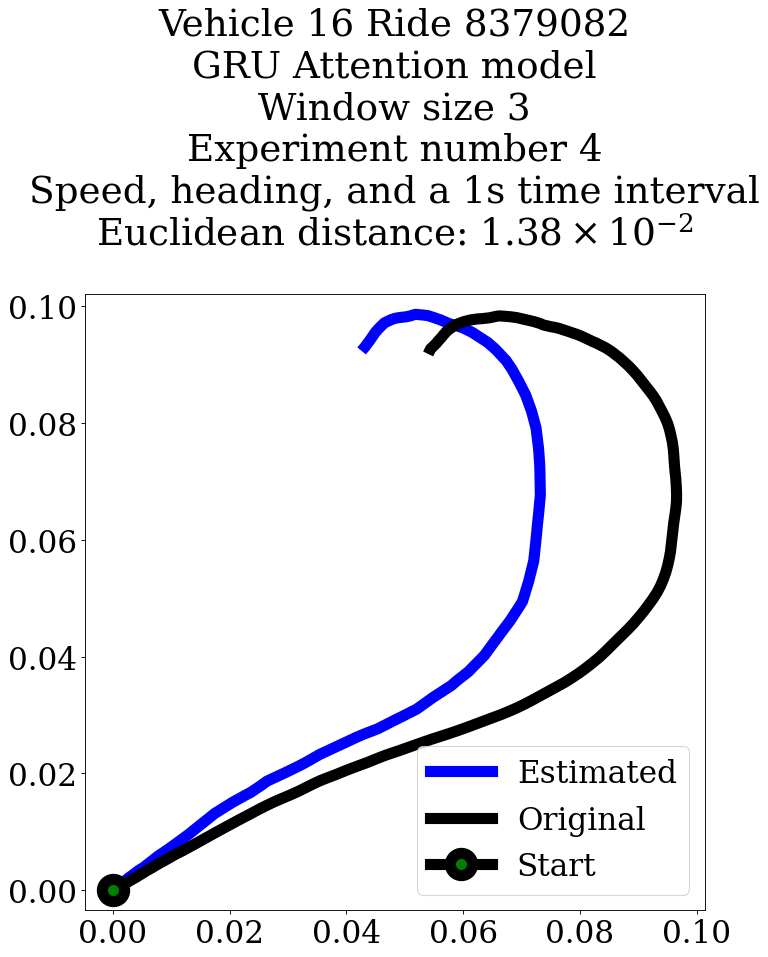 Vehicle 16 Ride 8379082
GRU Attention model
Window size 3
Experiment number 4
Speed, heading, and a 1s time interval
Euclidean distance: 1.38 × 10⁻²
0.10
0.08
0.06
0.04
0.02
0.00
Estimated
Original
Start
0.00 0.02 0.04 0.06 0.08 0.10